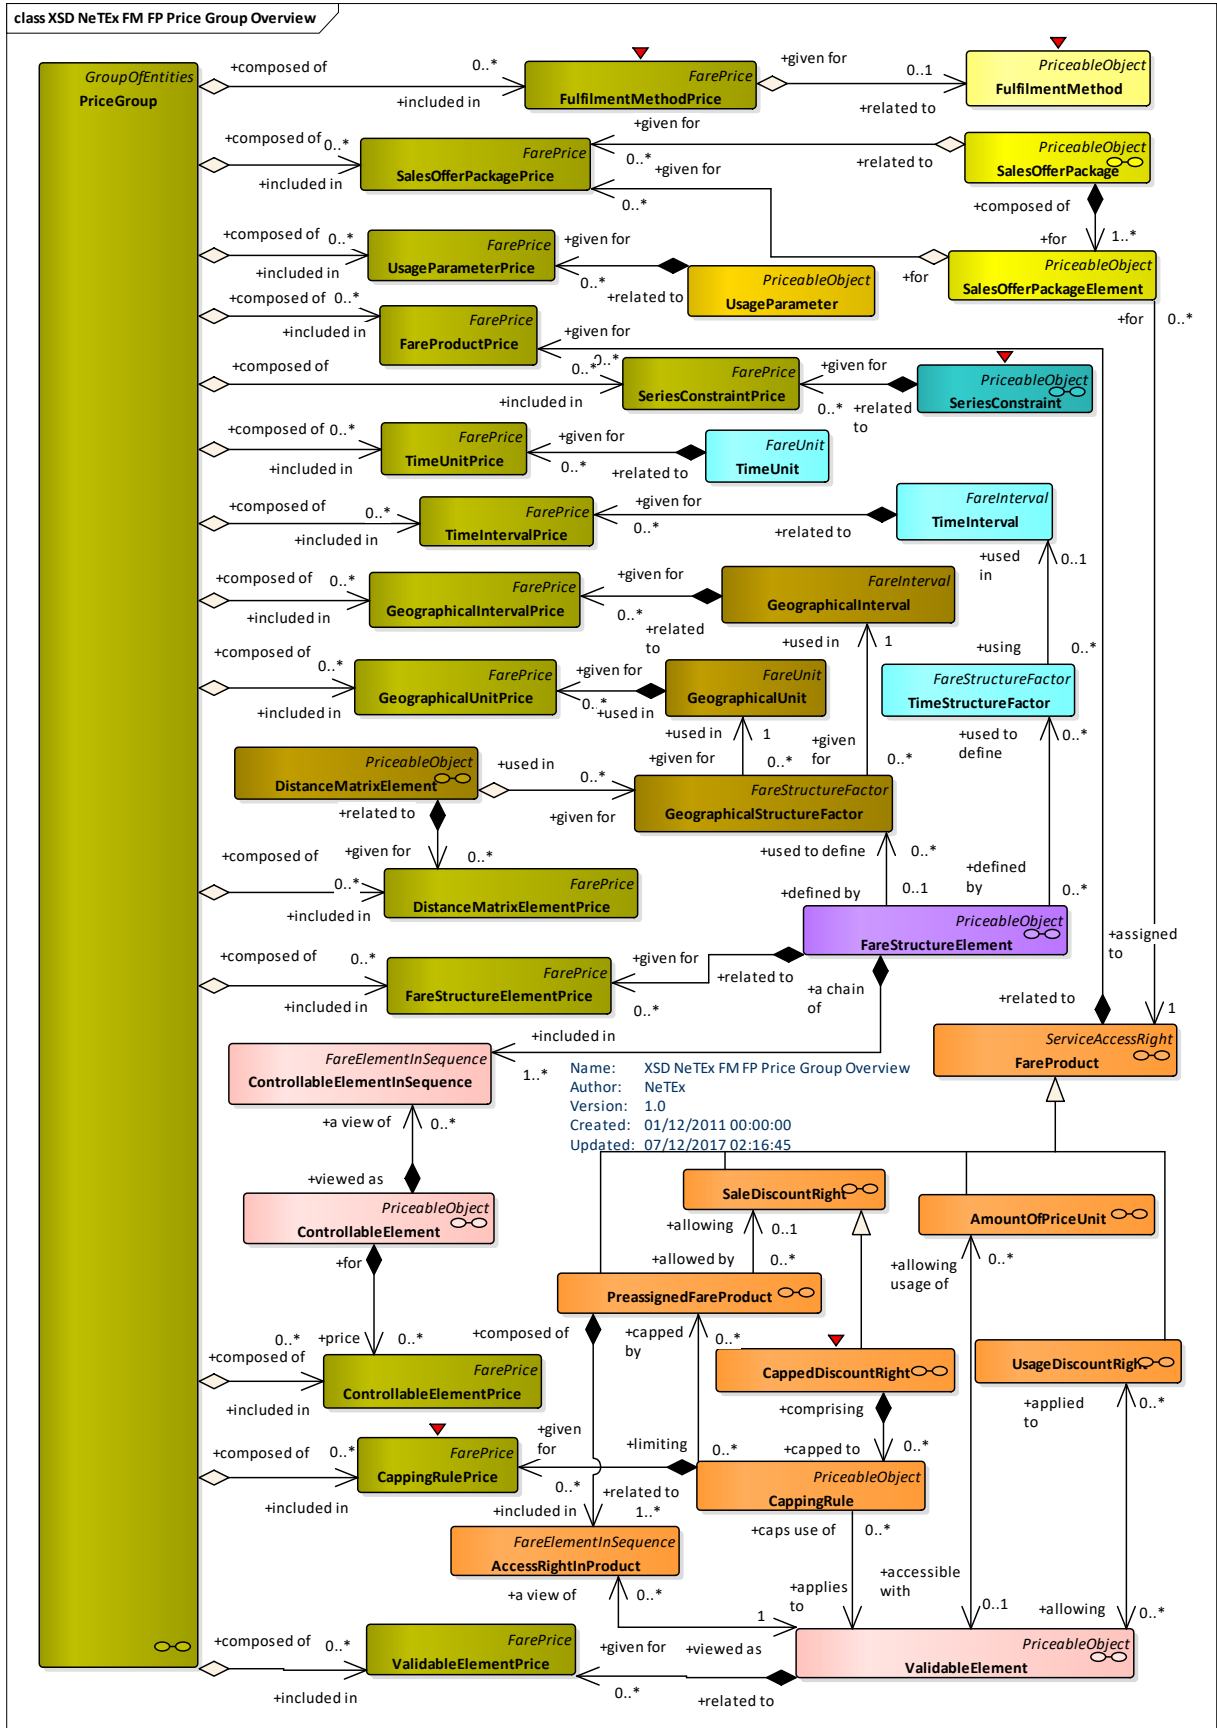 class XSD NeTEx FM FP Price Group Overview
GroupOfEntities
PriceGroup
+composed of
0..*
+included in
FarePrice
FulfilmentMethodPrice
+given for
0..1
+related to
PriceableObject
FulfilmentMethod
+composed of
0..*
+included in
FarePrice
SalesOfferPackagePrice
+given for
0..*
+given for
0..*
+related to
PriceableObject
SalesOfferPackage
+composed of
+for
1..*
+for
PriceableObject
SalesOfferPackageElement
+for
0..*
+composed of
0..*
+included in
FarePrice
UsageParameterPrice
+given for
0..*
+related to
PriceableObject
UsageParameter
+composed of
0..*
+included in
FarePrice
FareProductPrice
+given for
0..*
+composed of
0..*
+included in
FarePrice
SeriesConstraintPrice
+given for
0..*
+related
to
PriceableObject
SeriesConstraint
+composed of
0..*
+included in
FarePrice
TimeUnitPrice
+given for
0..*
+related to
FareUnit
TimeUnit
+composed of
0..*
+included in
FarePrice
TimeIntervalPrice
+given for
0..*
+related to
FareInterval
TimeInterval
+used
in
0..1
+composed of
0..*
+included in
FarePrice
GeographicalIntervalPrice
+given for
0..*
+related
to
FareInterval
GeographicalInterval
+used in
1
+using
0..*
+composed of
0..*
+included in
FarePrice
GeographicalUnitPrice
+given for
0..*
+used in
FareUnit
GeographicalUnit
+used in
1
+given for
0..*
+given
for
0..*
FareStructureFactor
TimeStructureFactor
+used to
define
0..*
PriceableObject
DistanceMatrixElement
+used in
0..*
+given for
FareStructureFactor
GeographicalStructureFactor
+related to
+given for
0..*
+used to define
0..*
+composed of
0..*
+included in
FarePrice
DistanceMatrixElementPrice
+defined by
0..1
+defined
by
0..*
PriceableObject
FareStructureElement
+composed of
0..*
+included in
FarePrice
FareStructureElementPrice
+given for
0..*
+related to
+a chain
of
+assigned
to
+related to
1
+included in
1..*
FareElementInSequence
ControllableElementInSequence
ServiceAccessRight
FareProduct
Name: XSD NeTEx FM FP Price Group Overview
Author: NeTEx
Version: 1.0
Created: 01/12/2011 00:00:00
Updated: 07/12/2017 02:16:45
+a view of
0..*
+viewed as
PriceableObject
ControllableElement
+for
SaleDiscountRight
+allowing
0..1
+allowed by
0..*
AmountOfPriceUnit
+allowing
usage of
0..*
PreassignedFareProduct
+composed of
+capped
by
0..*
+price
0..*
+composed of
0..*
+included in
FarePrice
ControllableElementPrice
CappedDiscountRight
+comprising
+capped to
0..*
UsageDiscountRight
+applied
to
0..*
+composed of
0..*
+included in
FarePrice
CappingRulePrice
+given
for
0..*
+limiting
0..*
+related to
PriceableObject
CappingRule
+included in
1..*
+caps use of
0..*
FareElementInSequence
AccessRightInProduct
+a view of
0..*
+applies
to
+accessible
with
0..1
+allowing
0..*
1
+viewed as
+composed of
0..*
+included in
FarePrice
ValidableElementPrice
+given for
0..*
+related to
PriceableObject
ValidableElement